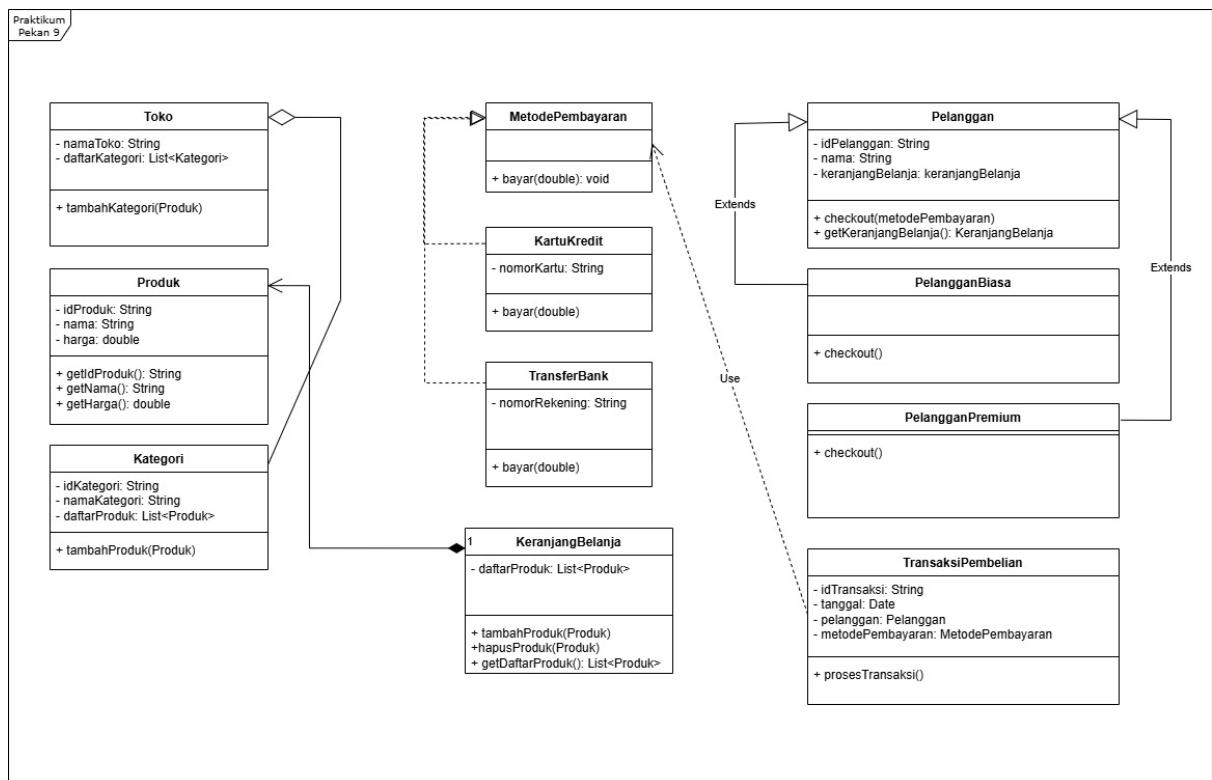 Praktikum
Pekan 9
Toko
- namaToko: String
- daftarKategori: List<Kategori>
+ tambahKategori(Produk)
Produk
- idProduk: String
- nama: String
- harga: double
+ getIdProduk(): String
+ getNama(): String
+ getHarga(): double
Kategori
- idKategori: String
- namaKategori: String
- daftarProduk: List<Produk>
+ tambahProduk(Produk)
MetodePembayaran
+ bayar(double): void
KartuKredit
- nomorKartu: String
+ bayar(double)
TransferBank
- nomorRekening: String
+ bayar(double)
1
KeranjangBelanja
- daftarProduk: List<Produk>
+ tambahProduk(Produk)
+hapusProduk(Produk)
+ getDaftarProduk(): List<Produk>
Use
Extends
Pelanggan
- idPelanggan: String
- nama: String
- keranjangBelanja: keranjangBelanja
+ checkout(metodePembayaran)
+ getKeranjangBelanja(): KeranjangBelanja
Extends
PelangganBiasa
+ checkout()
PelangganPremium
+ checkout()
TransaksiPembelian
- idTransaksi: String
- tanggal: Date
- pelanggan: Pelanggan
- metodePembayaran: MetodePembayaran
+ prosesTransaksi()